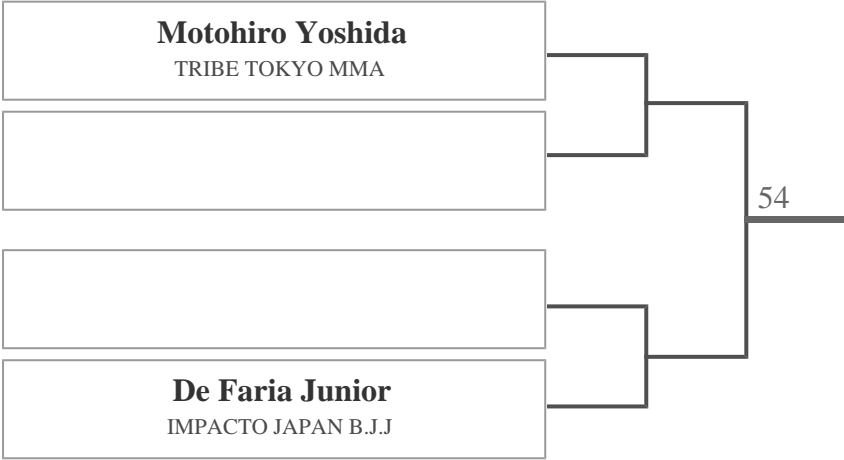 Motohiro Yoshida
TRIBE TOKYO MMA
54
De Faria Junior
IMPACTO JAPAN B.J.J